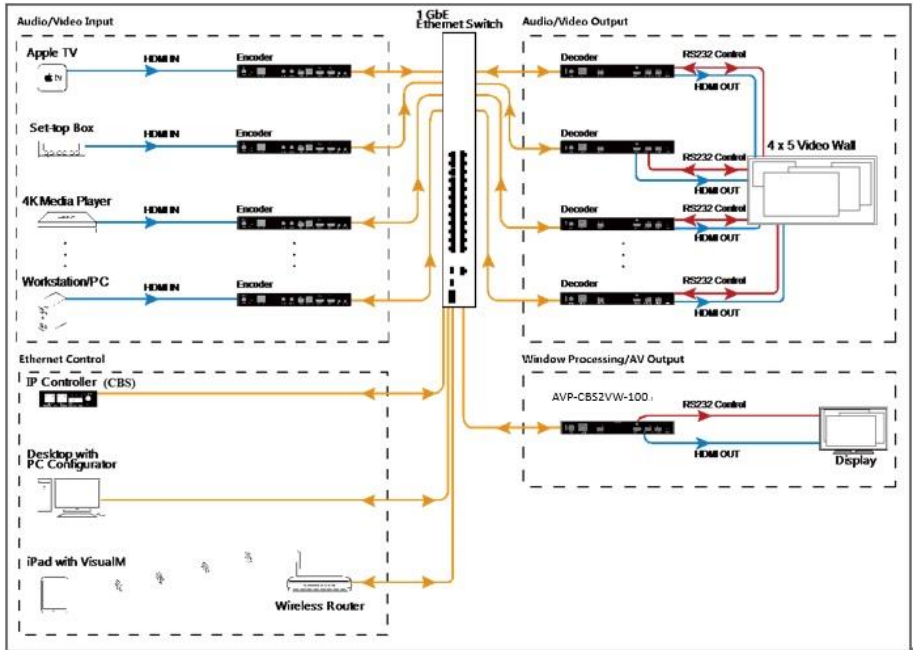 Audio/Video Input
1 GbE
Ethernet Switch
Audio/Video Output
Apple TV
HDMI IN
Encoder
Decoder
RS232 Control
HDMI OUT
tv
Set-top Box
HDMI IN
Encoder
Decoder
RS232 Control
HDMI OUT
4 x 5 Video Wall
4K Media Player
HDMI IN
Encoder
Decoder
RS232 Control
HDMI OUT
Workstation/PC
HDMI IN
Encoder
Decoder
RS232 Control
HDMI OUT
Ethernet Control
IP Controller (CBS)
Desktop with
PC Configurator
iPad with VisualM
Wireless Router
Window Processing/AV Output
AVP-CBS2VW-100
RS232 Control
HDMI OUT
Display